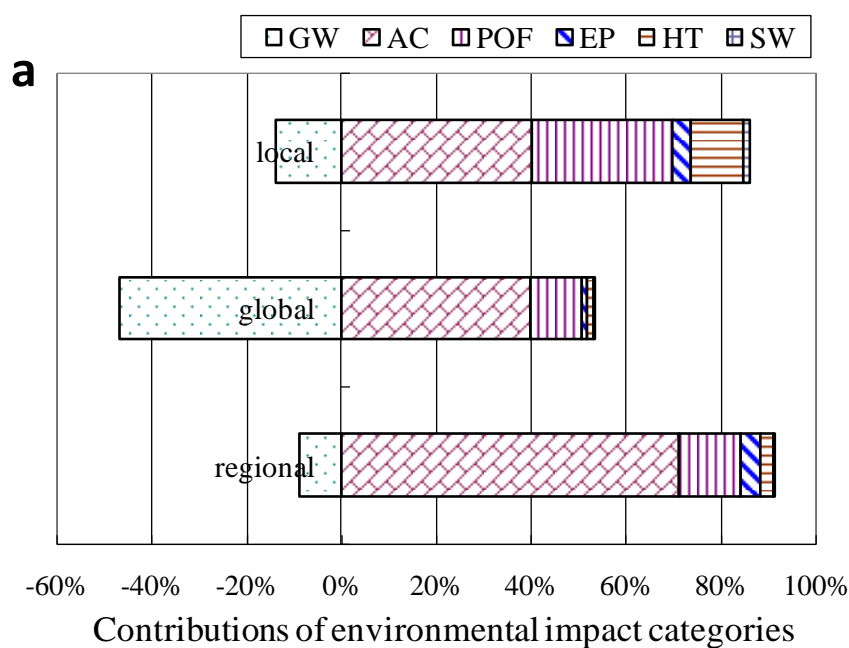 GW AC POF EP HT SW
a
local
global
regional
-60% -40% -20% 0% 20% 40% 60% 80% 100%
Contributions of environmental impact categories